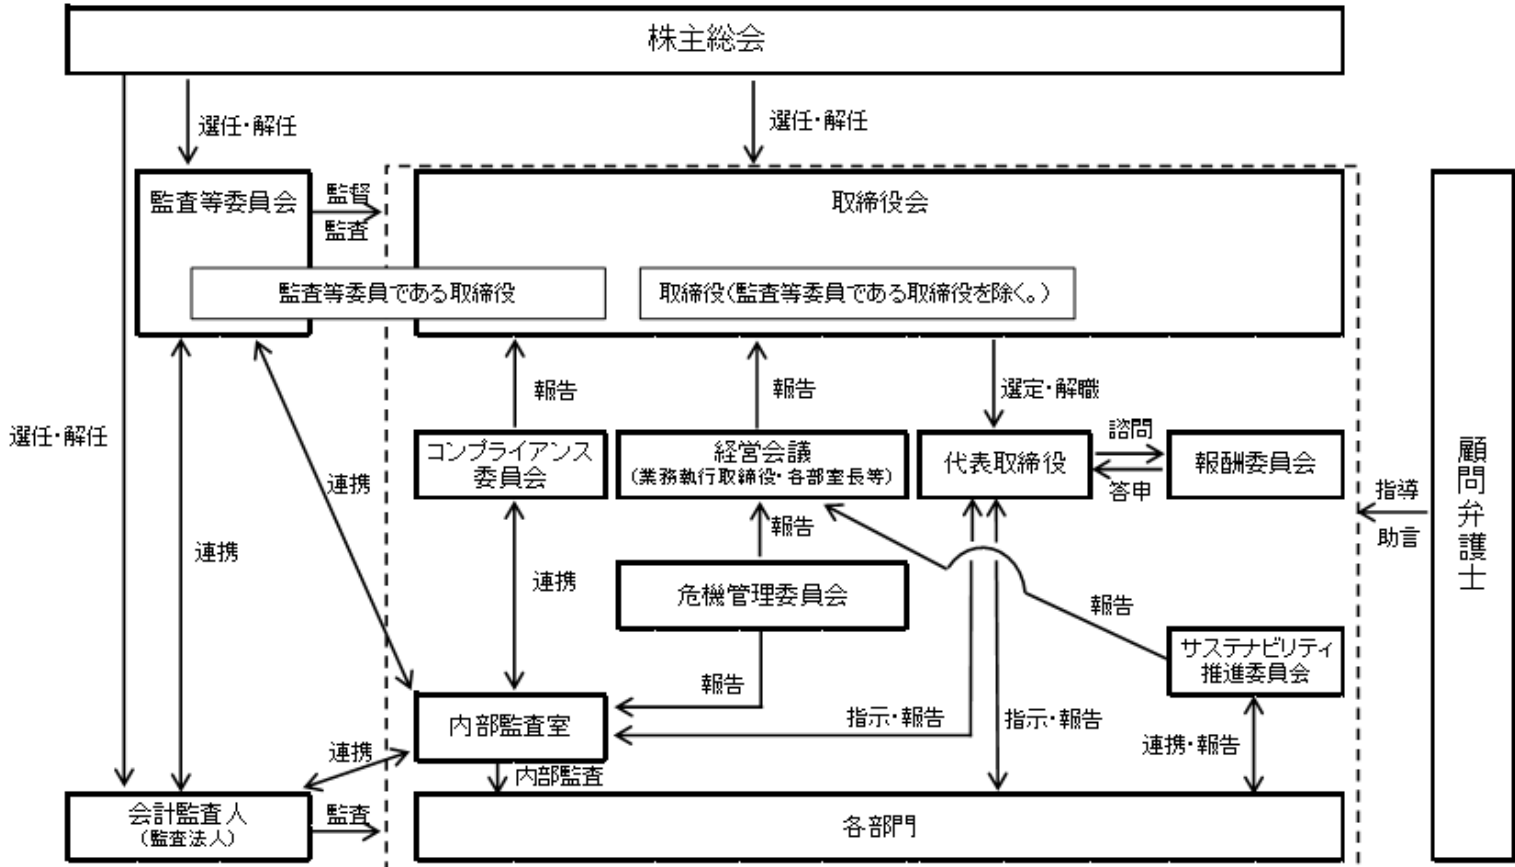 株主総会
選任・解任
選任・解任
監査等委員会
監督
監査
取締役会
監査等委員である取締役
取締役(監査等委員である取締役を除く。)
報告
報告
選定・解職
選任・解任
コンプライアンス
委員会
経営会議
(業務執行取締役・各部室長等)
代表取締役
諮問
答申
報酬委員会
顧問弁護士
指導
助言
連携
連携
連携
報告
危機管理委員会
報告
サステナビリティ
推進委員会
報告
内部監査室
指示・報告
指示・報告
連携・報告
連携
内部監査
会計監査人
(監査法人)
監査
各部門